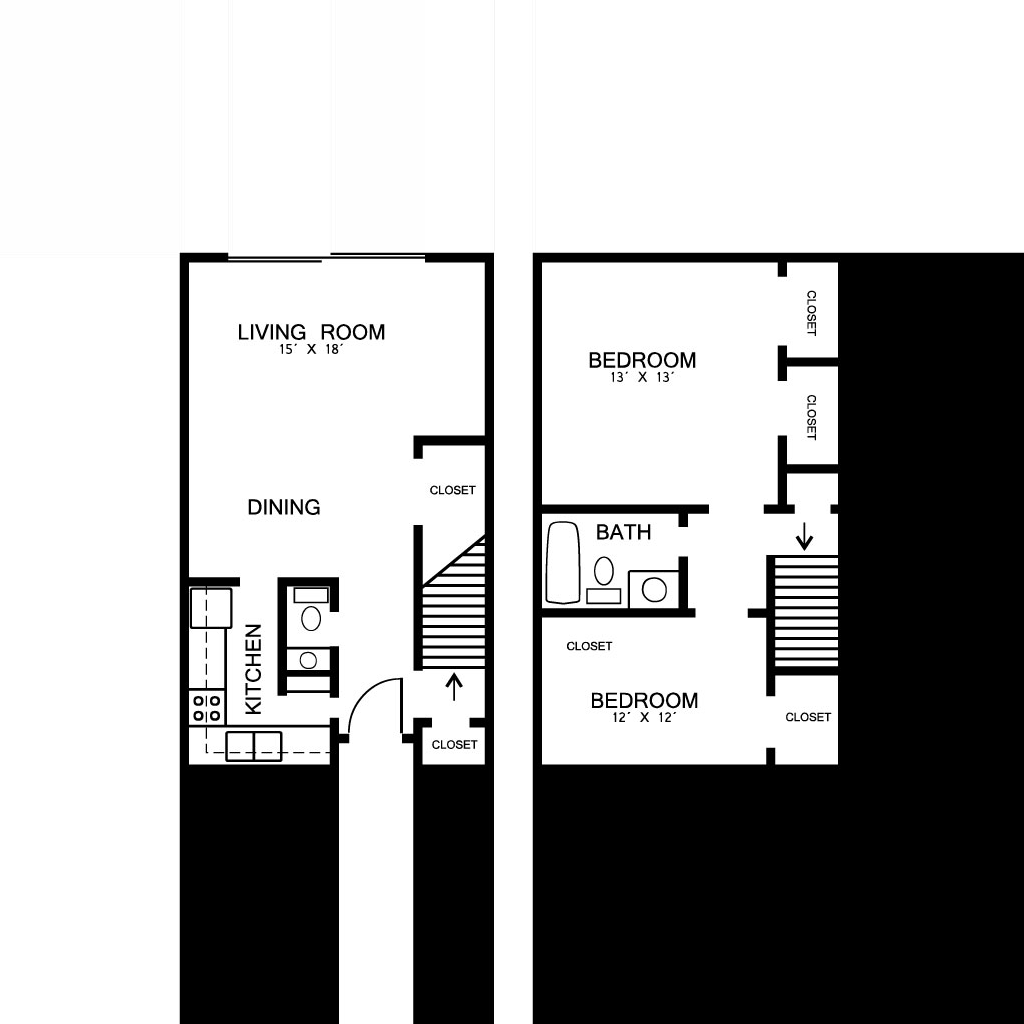 LIVING ROOM
15´ X 18´
CLOSET
DINING
KITCHEN
CLOSET
CLOSET
BEDROOM
13´ X 13´
CLOSET
BATH
CLOSET
BEDROOM
12´ X 12´
CLOSET